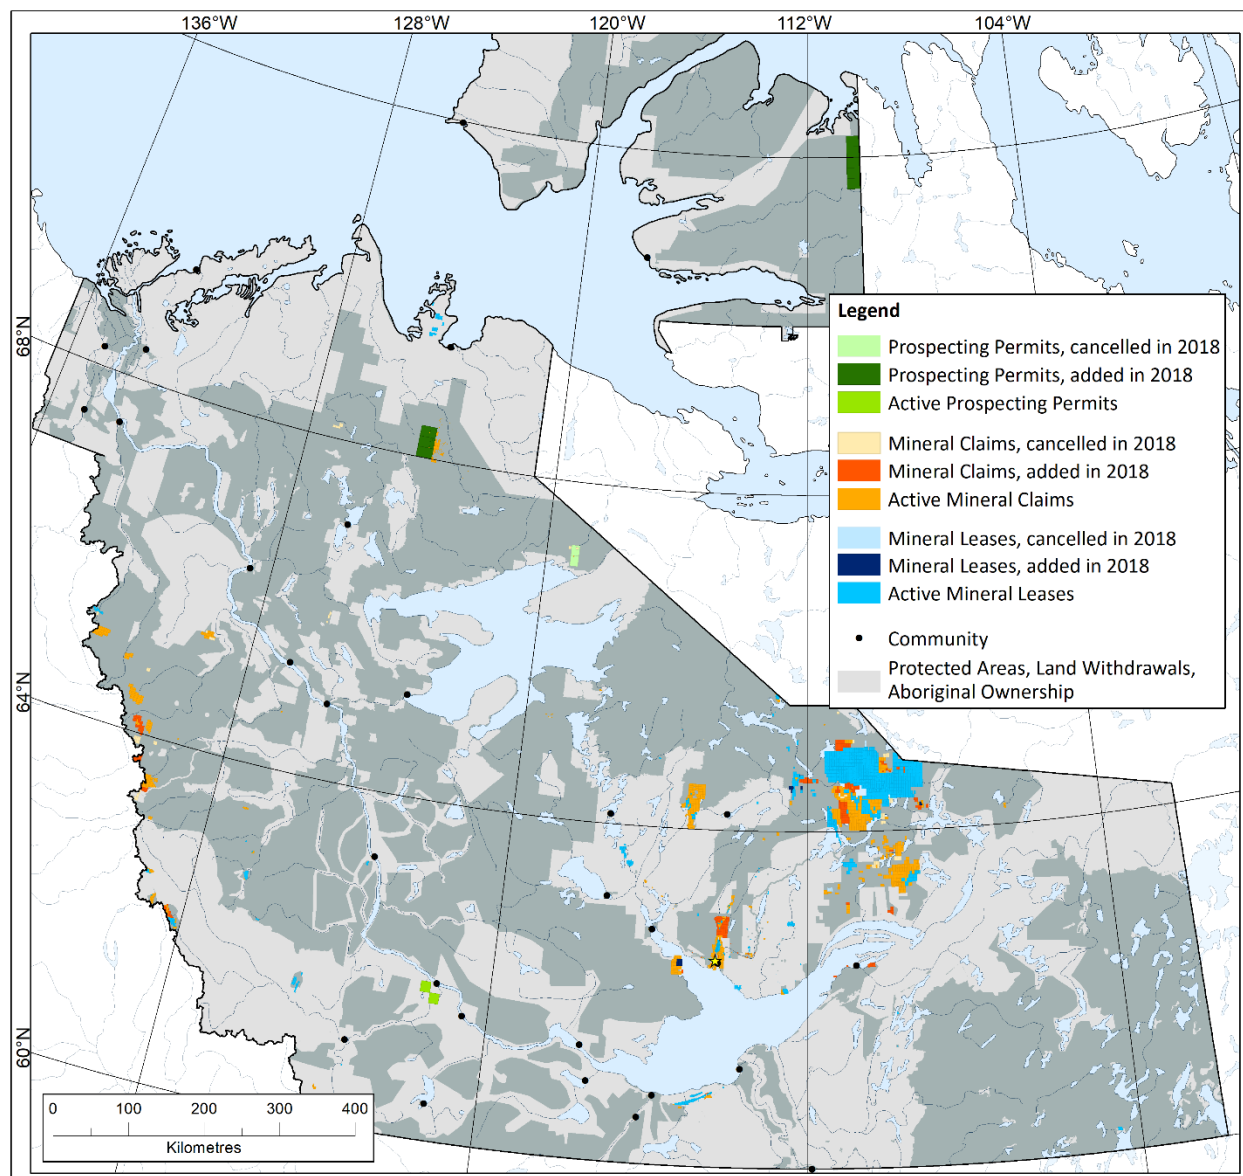 136°W
128°W
120°W
112°W
104°W
68°N
64°N
60°N
Legend
Prospecting Permits, cancelled in 2018
Prospecting Permits, added in 2018
Active Prospecting Permits
Mineral Claims, cancelled in 2018
Mineral Claims, added in 2018
Active Mineral Claims
Mineral Leases, cancelled in 2018
Mineral Leases, added in 2018
Active Mineral Leases
Community
Protected Areas, Land Withdrawals,
Aboriginal Ownership
0 100 200 300 400
Kilometres